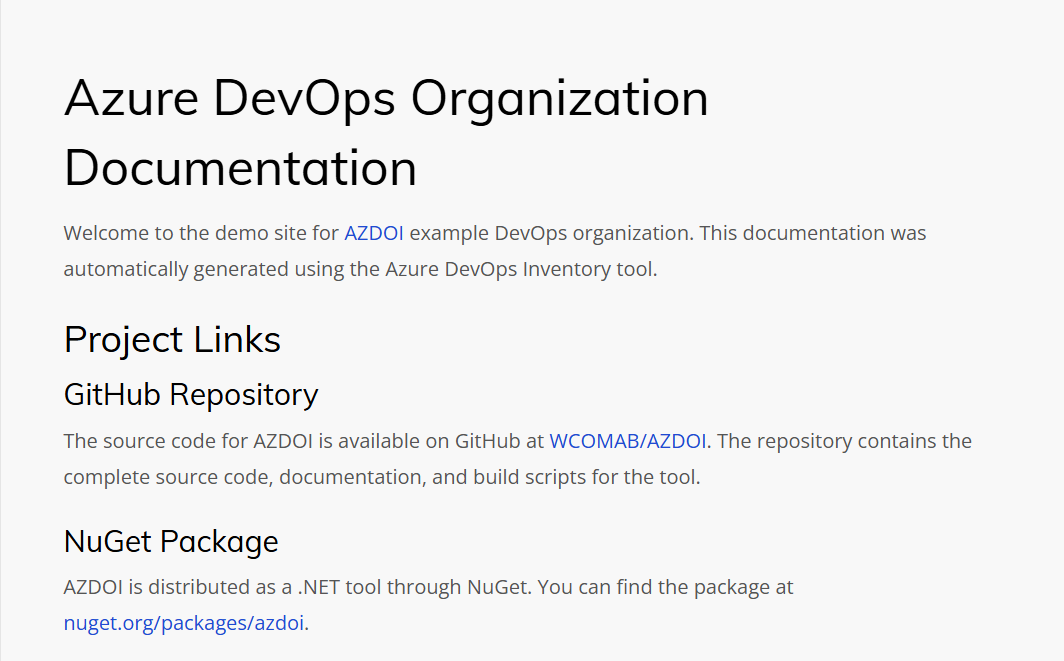 Azure DevOps Organization
Documentation
Welcome to the demo site for AZDOI example DevOps organization. This documentation was
automatically generated using the Azure DevOps Inventory tool.
Project Links
GitHub Repository
The source code for AZDOI is available on GitHub at WCOMAB/AZDOI. The repository contains the
complete source code, documentation, and build scripts for the tool.
NuGet Package
AZDOI is distributed as a .NET tool through NuGet. You can find the package at
nuget.org/packages/azdoi.